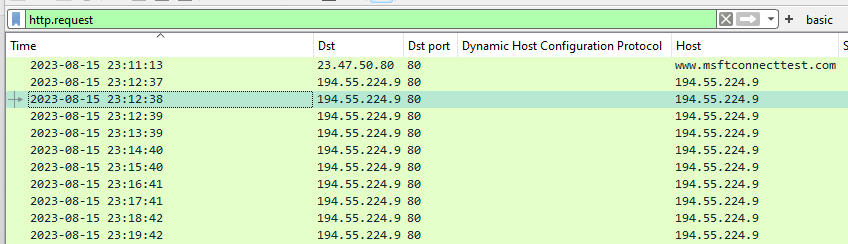 http.request + basic
Time Dst Dst port Dynamic Host Configuration Protocol Host S
2023-08-15 23:11:13 23.47.50.80 80 www.msftconnecttest.com
2023-08-15 23:12:37 194.55.224.9 80 194.55.224.9
2023-08-15 23:12:38 194.55.224.9 80 194.55.224.9
2023-08-15 23:12:39 194.55.224.9 80 194.55.224.9
2023-08-15 23:13:39 194.55.224.9 80 194.55.224.9
2023-08-15 23:14:40 194.55.224.9 80 194.55.224.9
2023-08-15 23:15:40 194.55.224.9 80 194.55.224.9
2023-08-15 23:16:41 194.55.224.9 80 194.55.224.9
2023-08-15 23:17:41 194.55.224.9 80 194.55.224.9
2023-08-15 23:18:42 194.55.224.9 80 194.55.224.9
2023-08-15 23:19:42 194.55.224.9 80 194.55.224.9